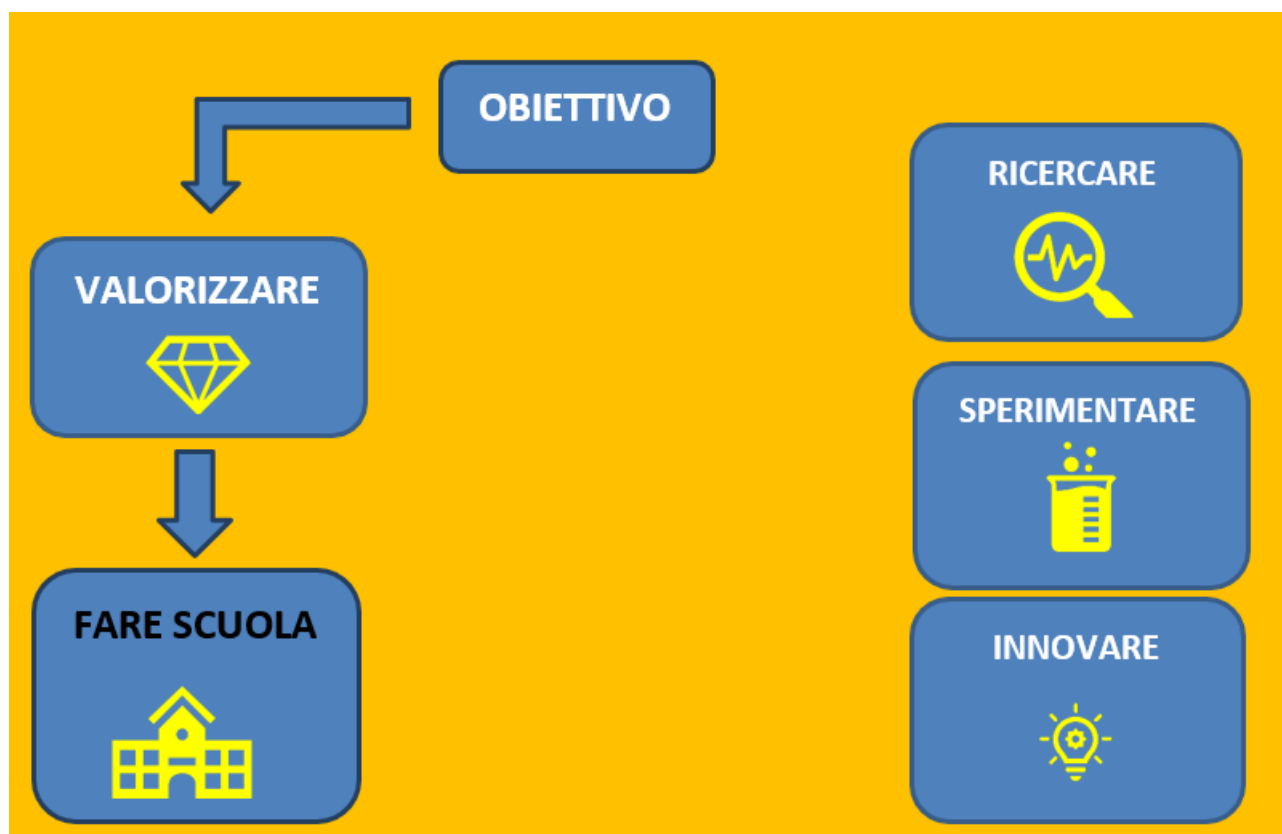 OBIETTIVO
VALORIZZARE
FARE SCUOLA
RICERCARE
SPERIMENTARE
INNOVARE